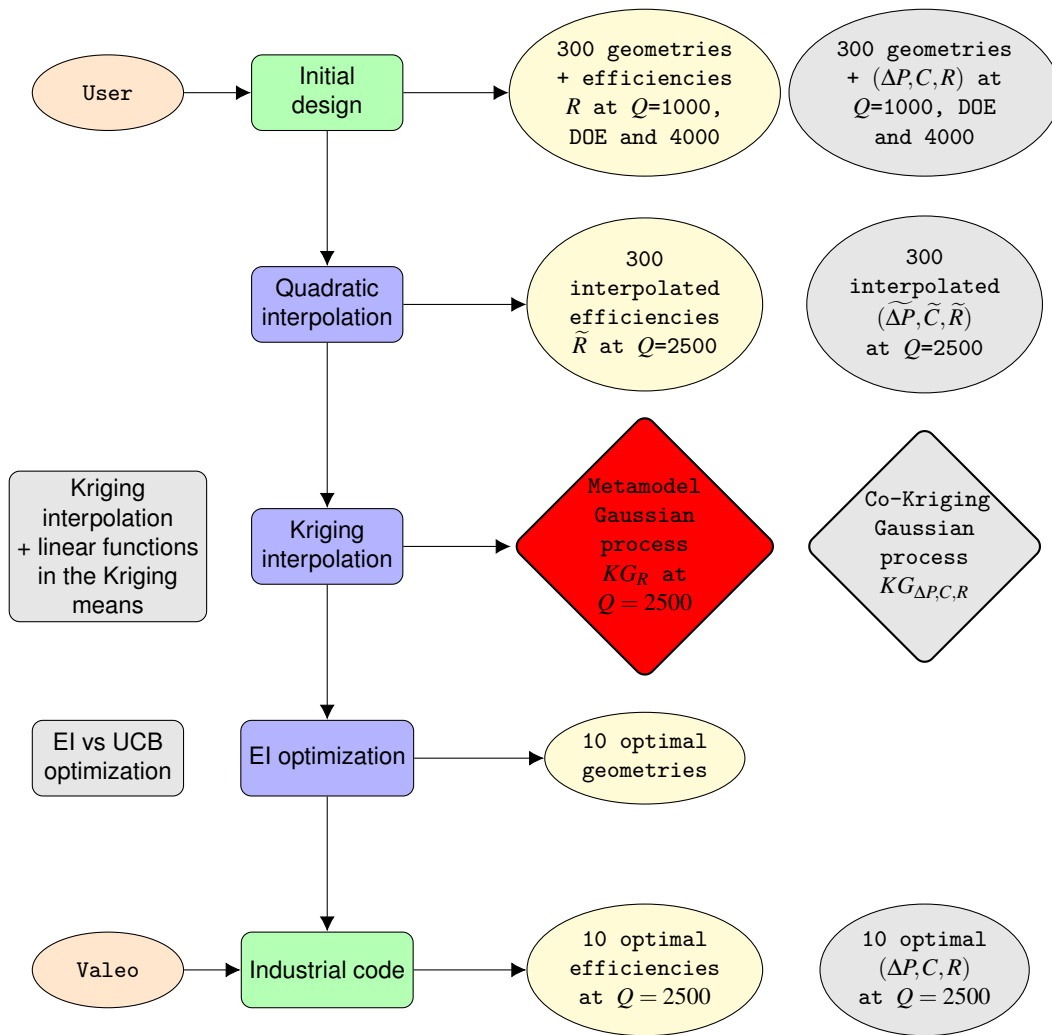 User
Initial
design
300 geometries
+ efficiencies
R at Q=1000,
DOE and 4000
300 geometries
+ (ΔP,C,R) at
Q=1000, DOE
and 4000
Quadratic
interpolation
300
interpolated
efficiencies
R̃ at Q=2500
300
interpolated
(Δ͠P,C̃,R̃)
at Q=2500
Kriging
interpolation
+ linear functions
in the Kriging
means
Kriging
interpolation
Metamodel
Gaussian
process
KG_R at
Q = 2500
Co-Kriging
Gaussian
process
KG_{ΔP,C,R}
EI vs UCB
optimization
EI optimization
10 optimal
geometries
Valeo
Industrial code
10 optimal
efficiencies
at Q = 2500
10 optimal
(ΔP,C,R)
at Q = 2500